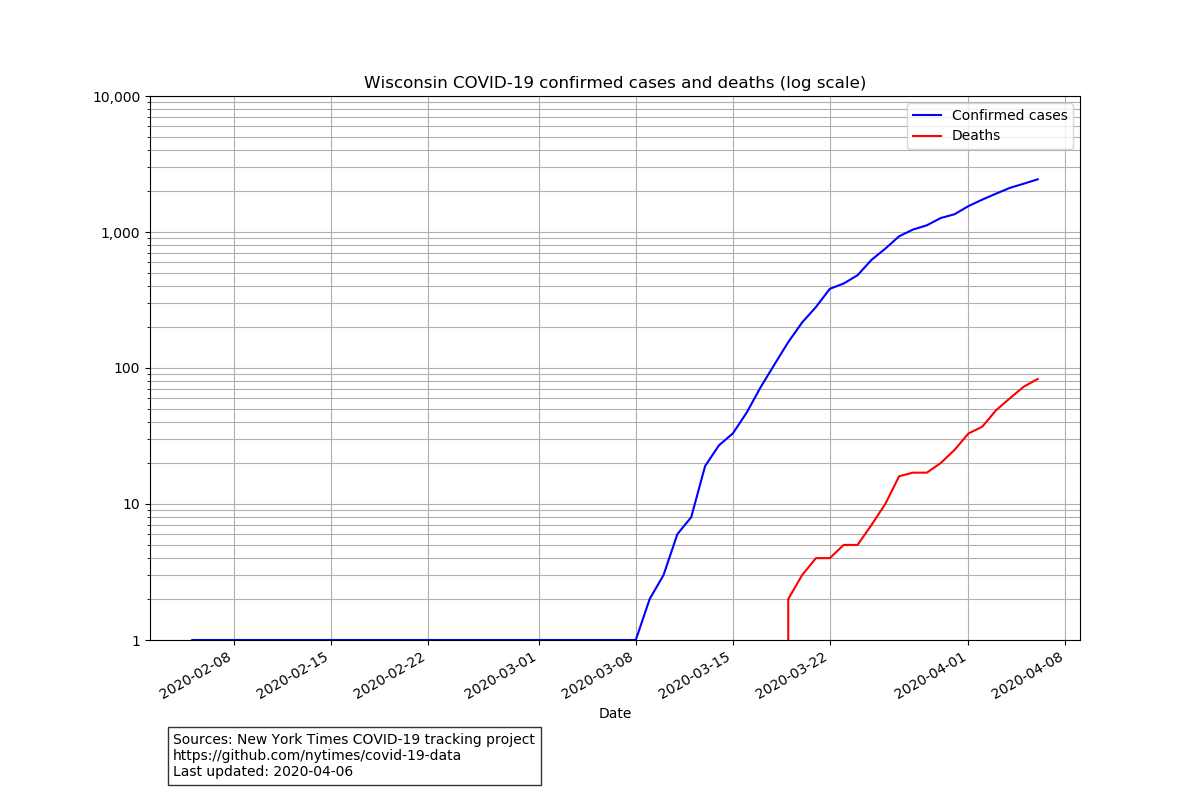 Wisconsin COVID-19 confirmed cases and deaths (log scale)
10,000
1,000
100
10
1
Confirmed cases
Deaths
2020-02-08
2020-02-15
2020-02-22
2020-03-01
2020-03-08
2020-03-15
2020-03-22
2020-04-01
2020-04-08
Date
Sources: New York Times COVID-19 tracking project
https://github.com/nytimes/covid-19-data
Last updated: 2020-04-06